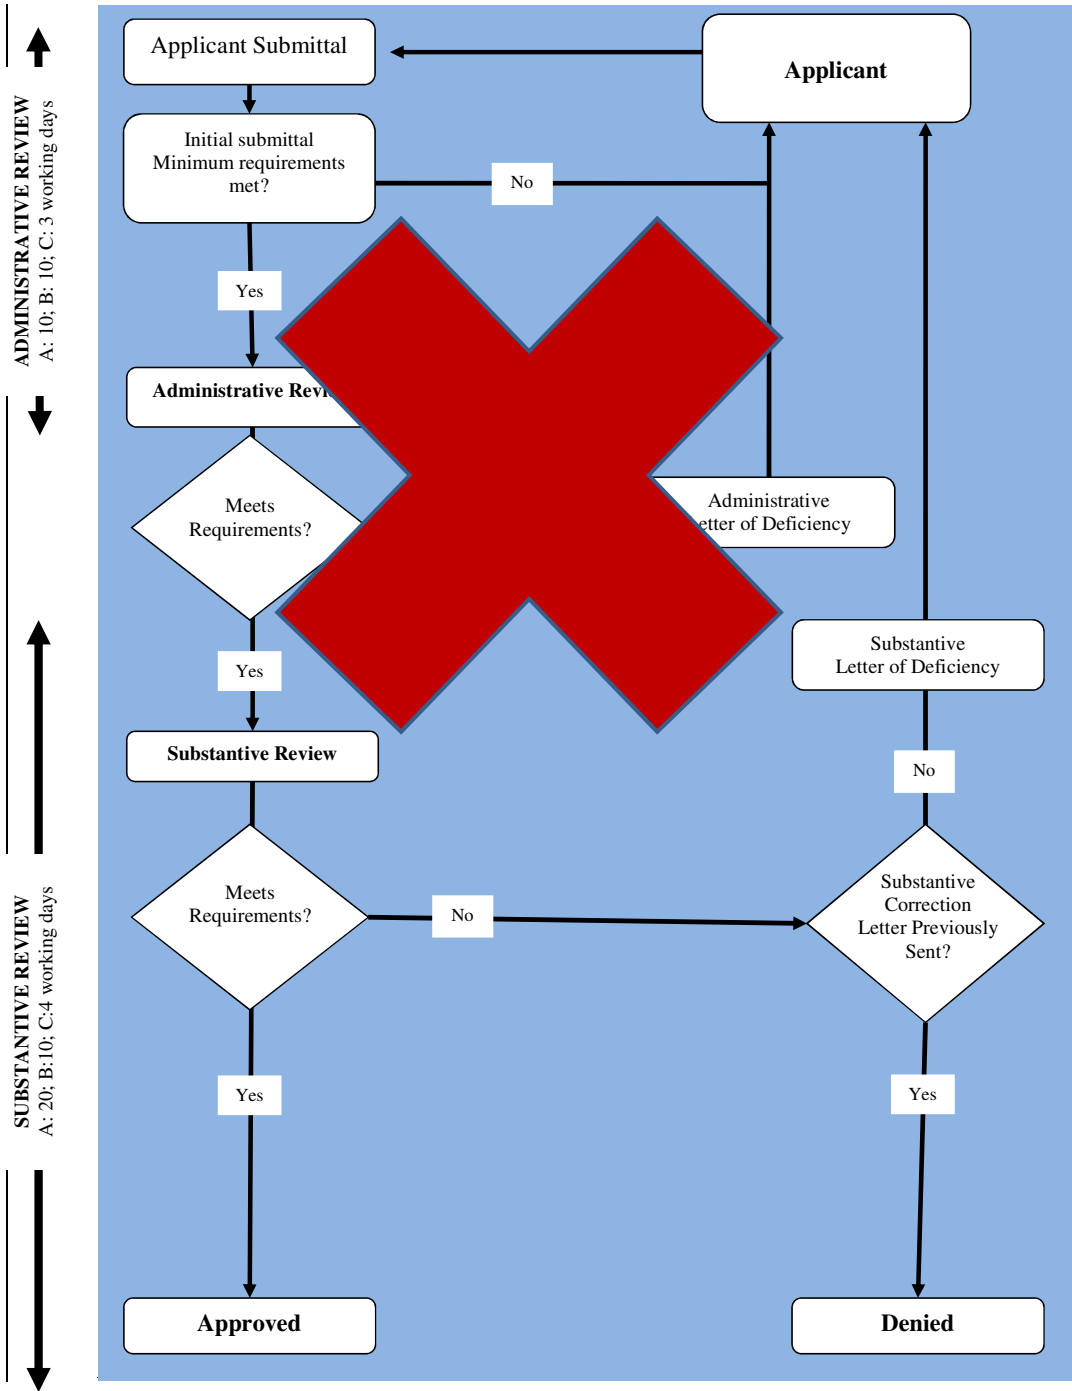 Applicant Submittal
Applicant
Initial submittal
Minimum requirements
met?
No
Yes
ADMINISTRATIVE REVIEW
A: 10; B: 10; C: 3 working days
Administrative
Meets
Requirements?
Administrative
of Deficiency
Yes
Substantive
Letter of Deficiency
Substantive Review
No
Meets
Requirements?
No
Substantive
Correction
Letter Previously
Sent?
SUBSTANTIVE REVIEW
A: 20; B:10; C:4 working days
Yes
Yes
Approved
Denied